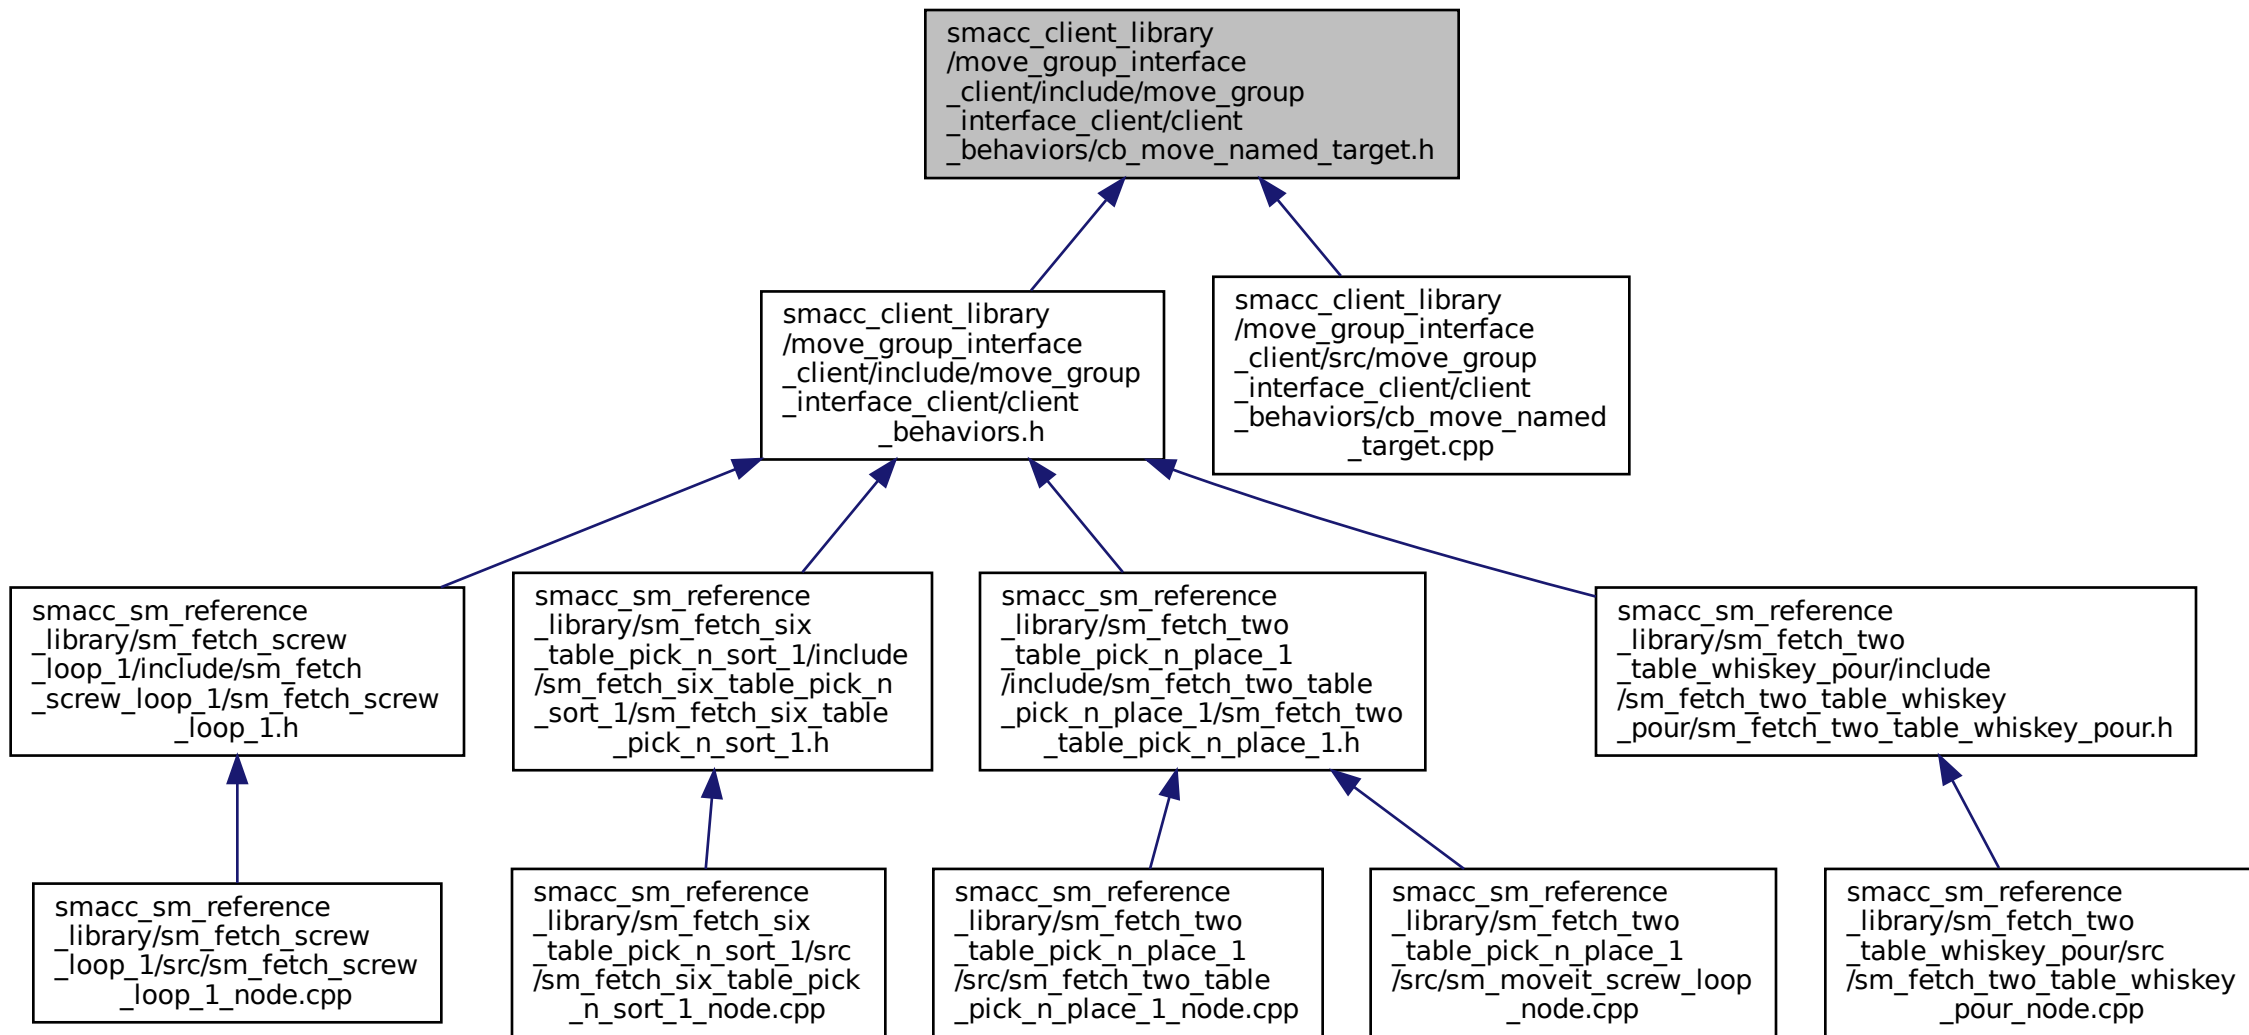 smacc_client_library
/move_group_interface
_client/include/move_group
_interface_client/client
_behaviors/cb_move_named_target.h
smacc_client_library
/move_group_interface
_client/include/move_group
_interface_client/client
_behaviors.h
smacc_client_library
/move_group_interface
_client/src/move_group
_interface_client/client
_behaviors/cb_move_named
_target.cpp
smacc_sm_reference
_library/sm_fetch_screw
_loop_1/include/sm_fetch
_screw_loop_1/sm_fetch_screw
_loop_1.h
smacc_sm_reference
_library/sm_fetch_six
_table_pick_n_sort_1/include
/sm_fetch_six_table_pick_n
_sort_1/sm_fetch_six_table
_pick_n_sort_1.h
smacc_sm_reference
_library/sm_fetch_two
_table_pick_n_place_1
/include/sm_fetch_two_table
_pick_n_place_1/sm_fetch_two
_table_pick_n_place_1.h
smacc_sm_reference
_library/sm_fetch_two
_table_whiskey_pour/include
/sm_fetch_two_table_whiskey
_pour/sm_fetch_two_table_whiskey_pour.h
smacc_sm_reference
_library/sm_fetch_screw
_loop_1/src/sm_fetch_screw
_loop_1_node.cpp
smacc_sm_reference
_library/sm_fetch_six
_table_pick_n_sort_1/src
/sm_fetch_six_table_pick
_n_sort_1_node.cpp
smacc_sm_reference
_library/sm_fetch_two
_table_pick_n_place_1
/src/sm_fetch_two_table
_pick_n_place_1_node.cpp
smacc_sm_reference
_library/sm_fetch_two
_table_pick_n_place_1
/src/sm_moveit_screw_loop
_node.cpp
smacc_sm_reference
_library/sm_fetch_two
_table_whiskey_pour/src
/sm_fetch_two_table_whiskey
_pour_node.cpp